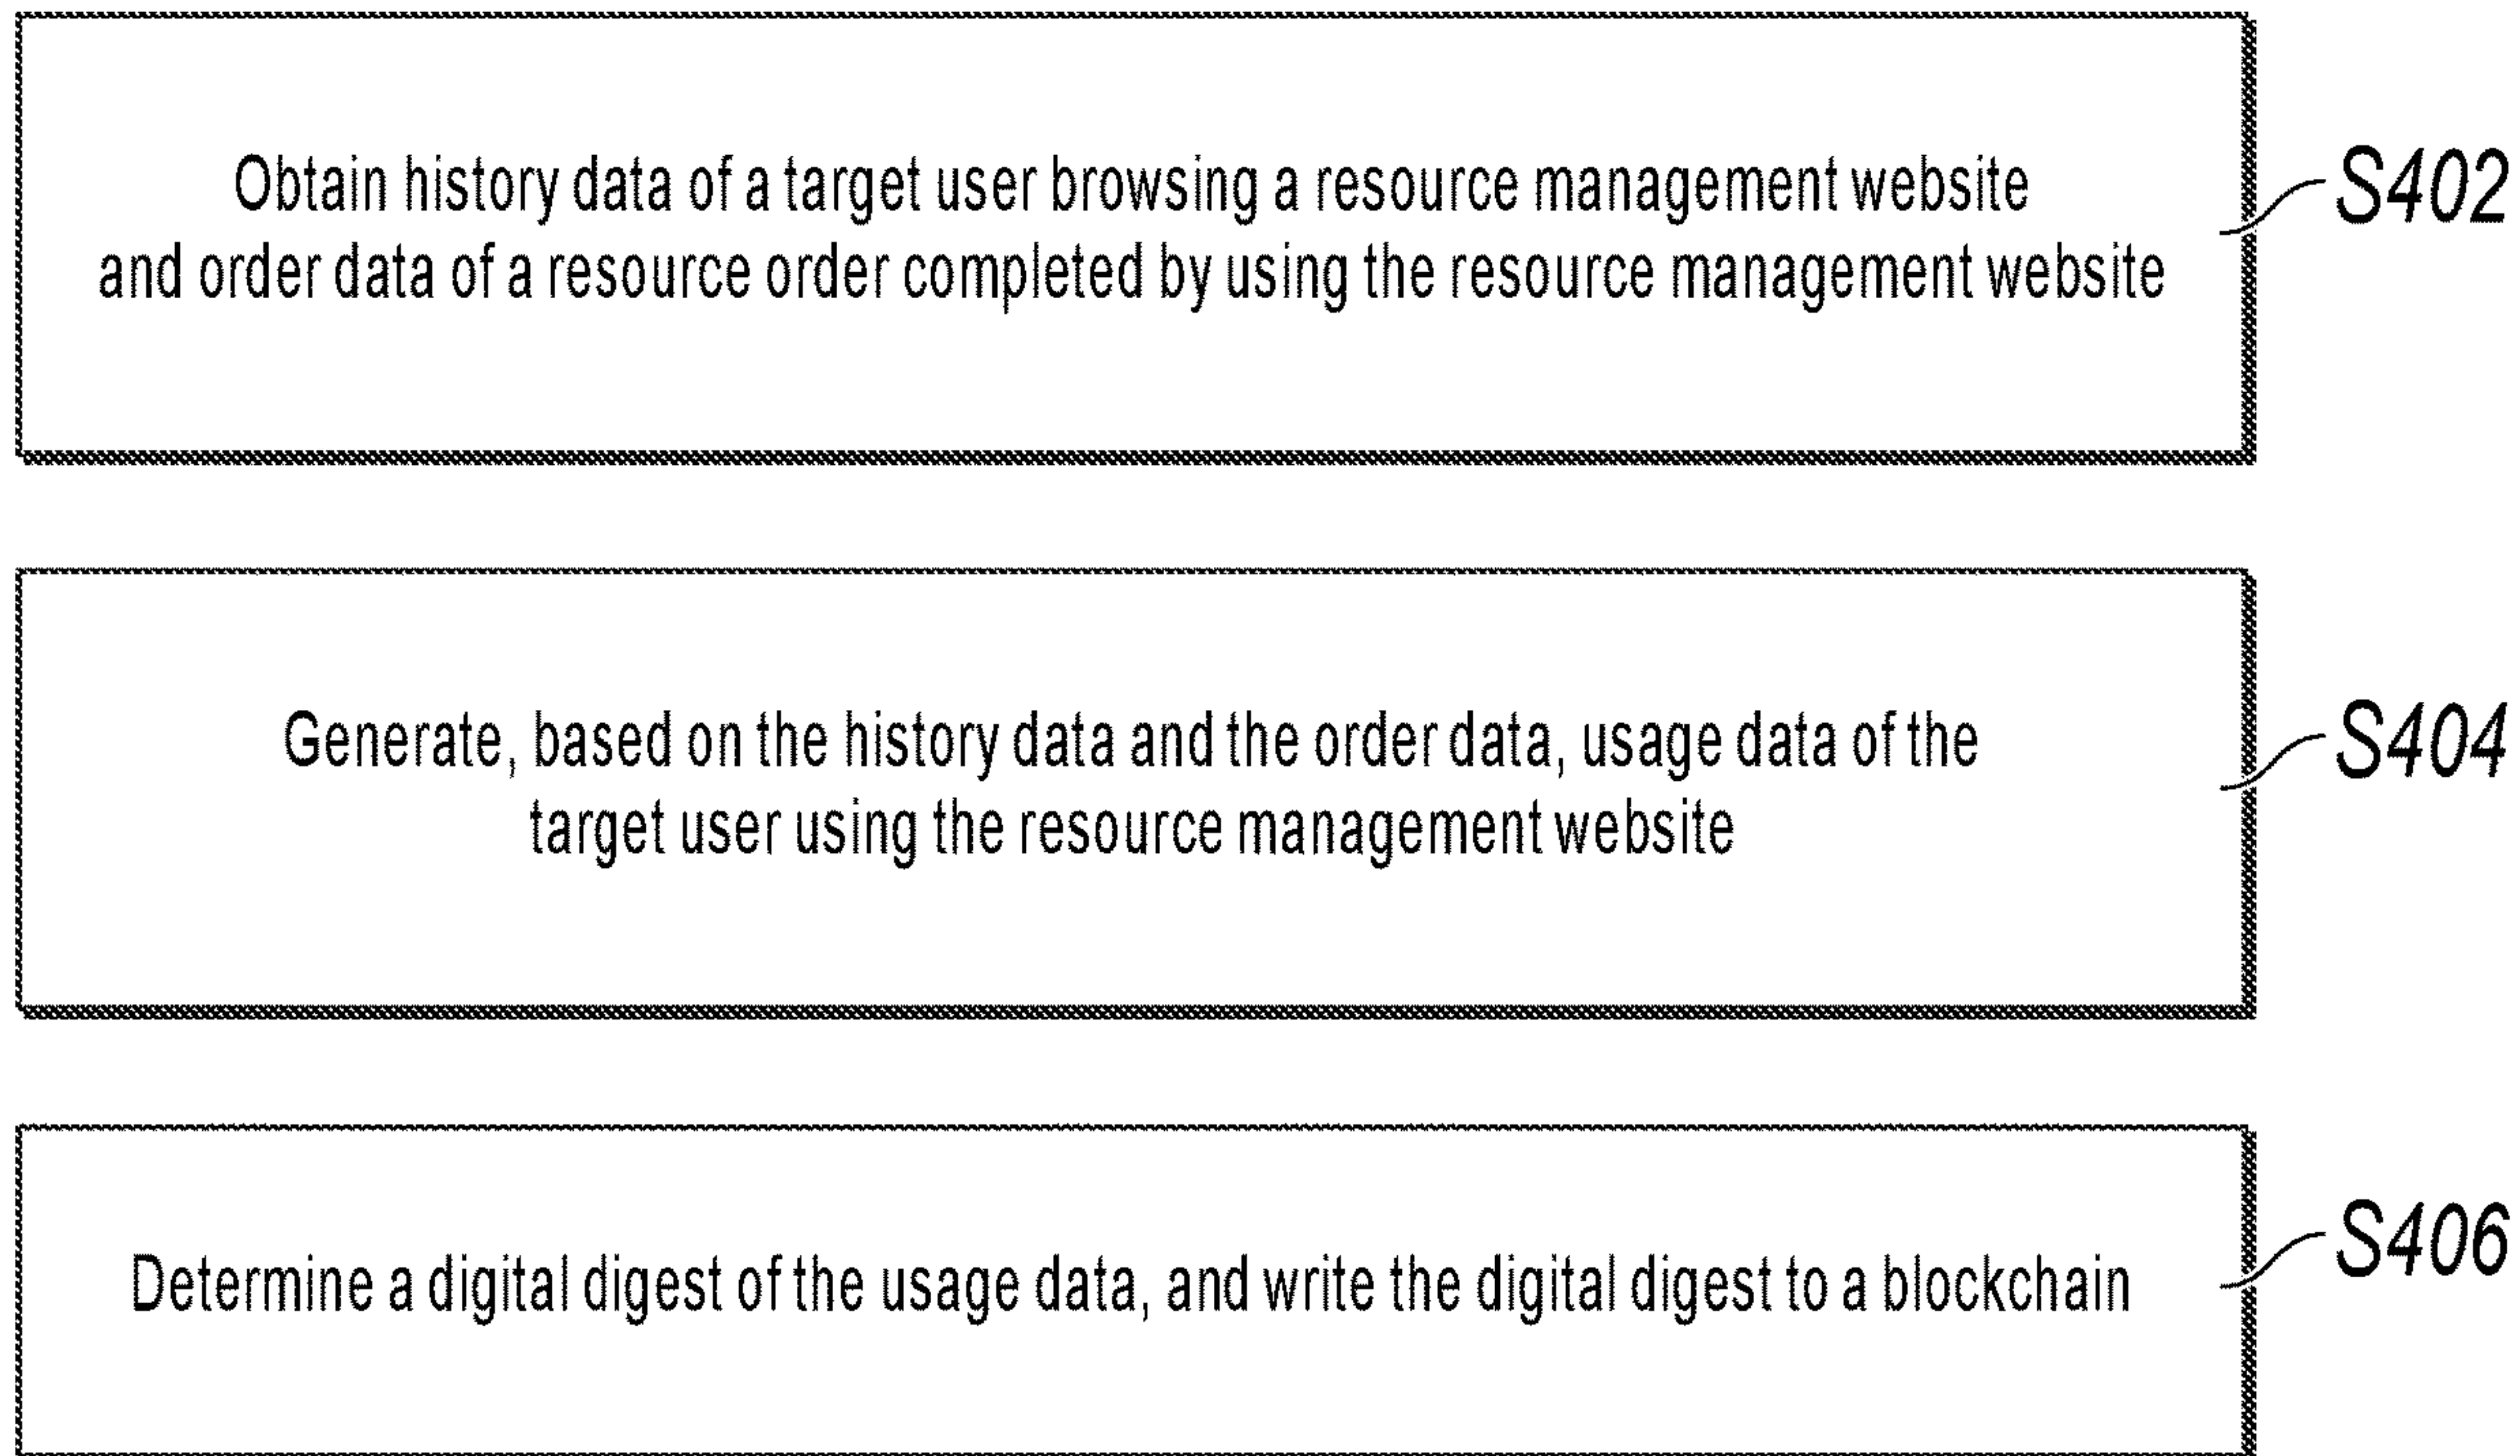 Obtain history data of a target user browsing a resource management website
and order data of a resource order completed by using the resource management website
S402
Generate, based on the history data and the order data, usage data of the
target user using the resource management website
S404
Determine a digital digest of the usage data, and write the digital digest to a blockchain
S406